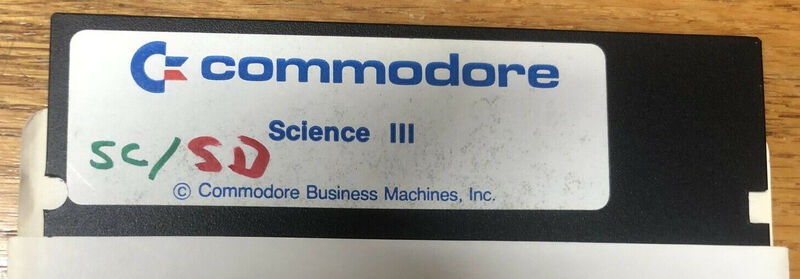 commodore
Science III
SC/SD
© Commodore Business Machines, Inc.